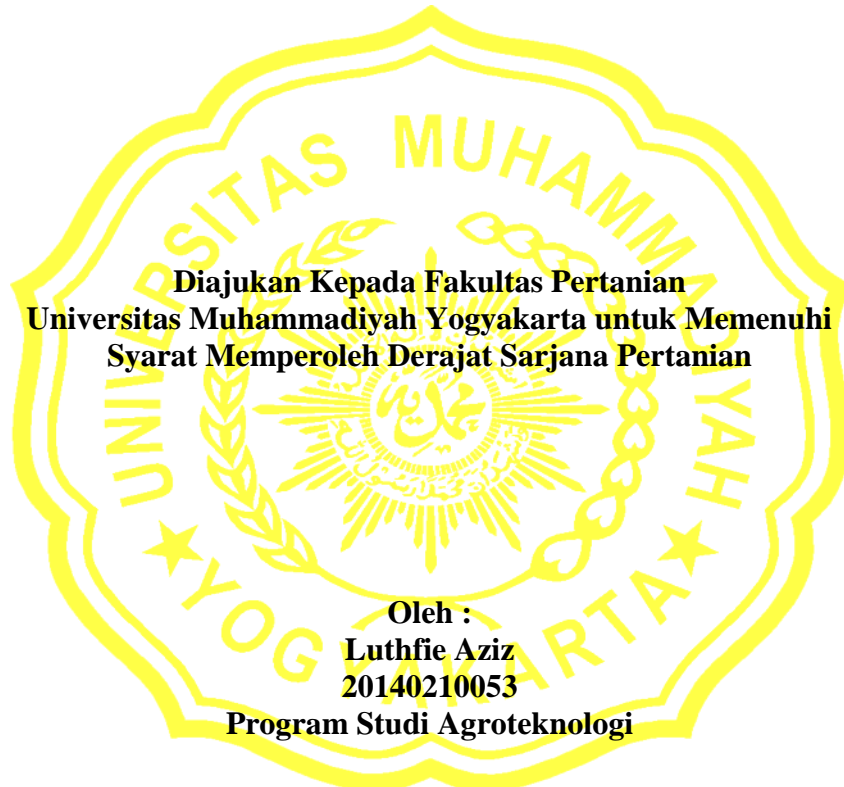 UNIVERSITAS MUHAMMADIYAH
Diajukan Kepada Fakultas Pertanian
Universitas Muhammadiyah Yogyakarta untuk Memenuhi
Syarat Memperoleh Derajat Sarjana Pertanian
Oleh :
Luthfie Aziz
20140210053
Program Studi Agroteknologi
★ YOGYAKARTA ★